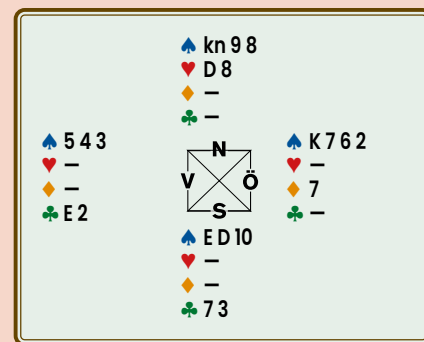 ♠ kn 9 8
♥ D 8
♦ –
♣ –
♠ 5 4 3
♥ –
♦ –
♣ E 2
N
V Ö
S
♠ K 7 6 2
♥ –
♦ 7
♣ –
♠ E D 10
♥ –
♦ –
♣ 7 3